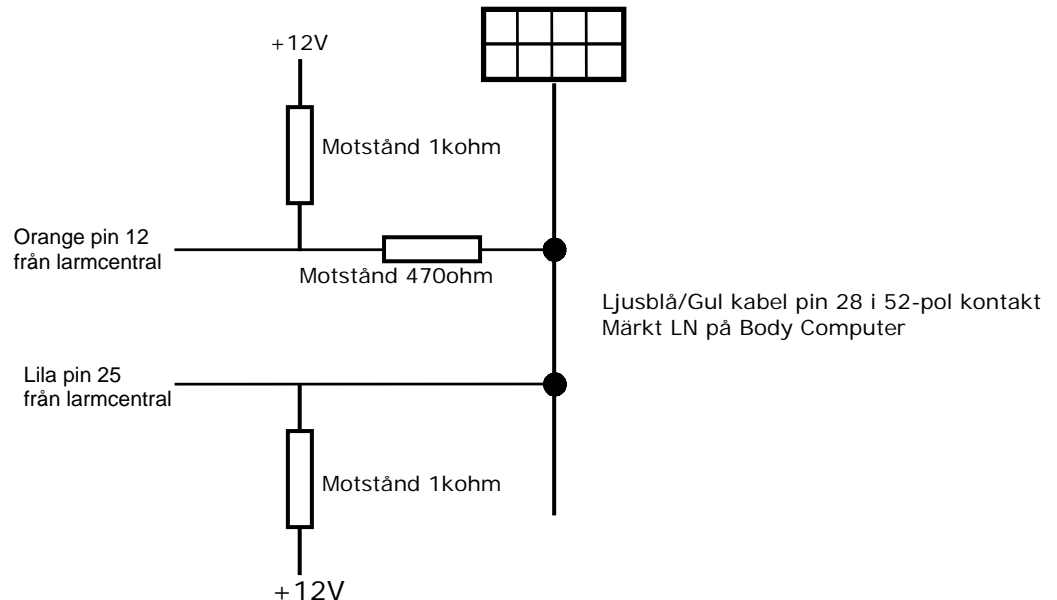 +12V
Motstånd 1kohm
Orange pin 12
från larmcentral
Motstånd 470ohm
Ljusblå/Gul kabel pin 28 i 52-pol kontakt
Märkt LN på Body Computer
Lila pin 25
från larmcentral
Motstånd 1kohm
+12V